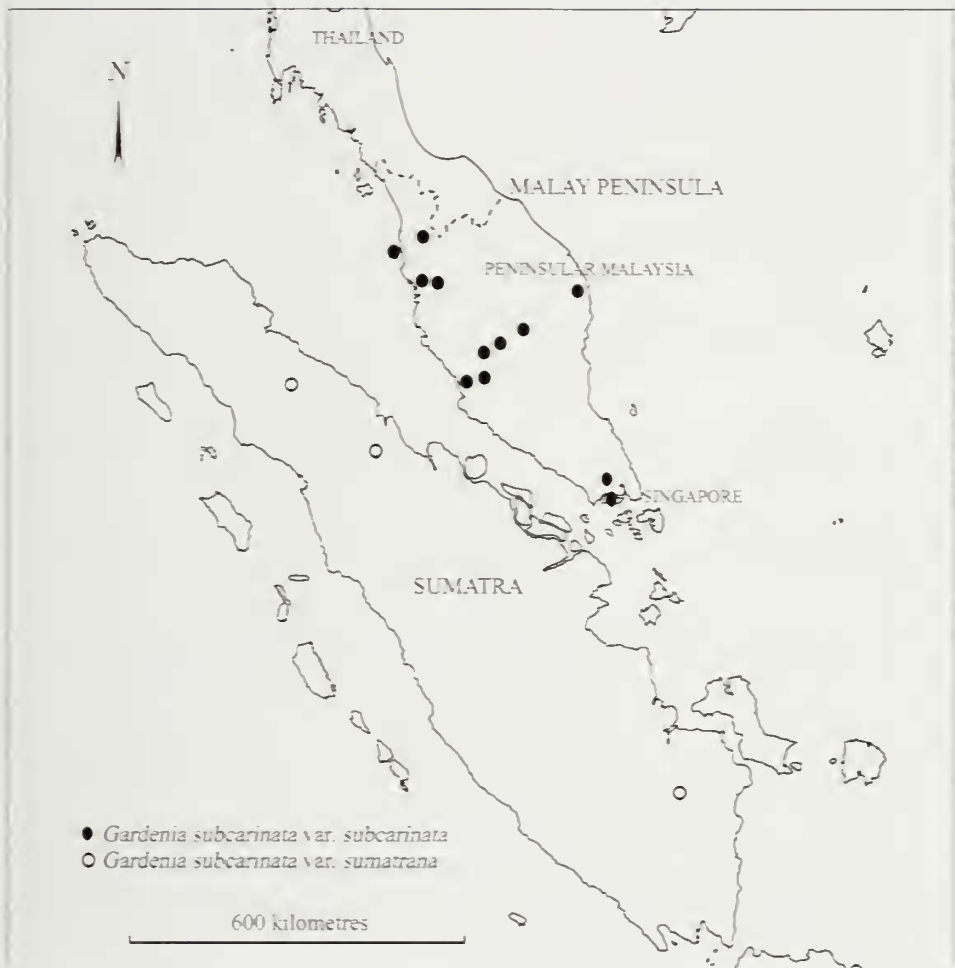 THAILAND
N
MALAY PENINSULA
PENINSULAR MALAYSIA
SINGAPORE
SUMATRA
Gardenia subcarinata var. subcarinata
Gardenia subcarinata var. sumatrana
600 kilometres